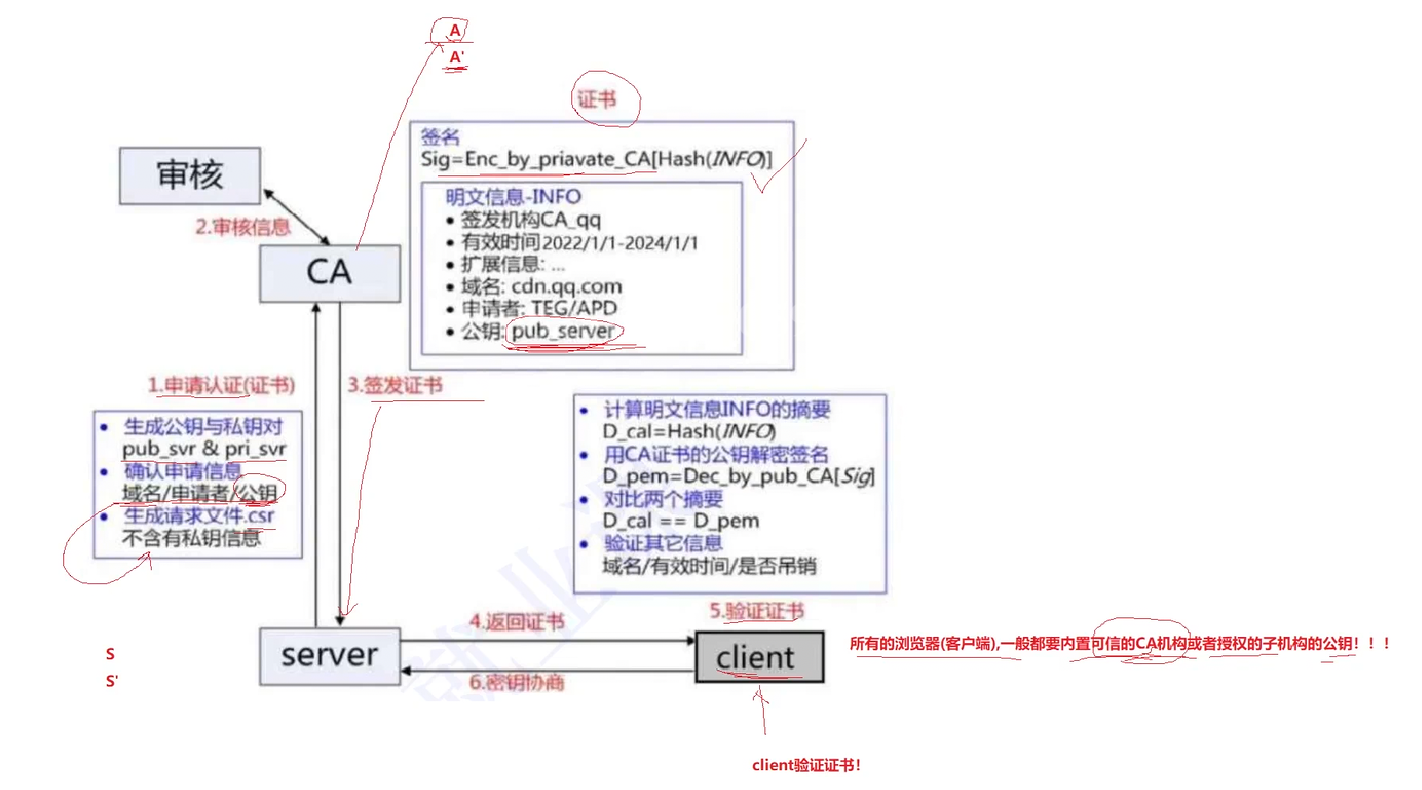 A
A'
证书
签名
Sig=Enc_by_priavate_CA[Hash(INFO)]
明文信息-INFO
• 签发机构CA_qq
• 有效时间2022/1/1-2024/1/1
• 扩展信息: ...
• 域名: cdn.qq.com
• 申请者: TEG/APD
• 公钥: pub_server
审核
2.审核信息
CA
1.申请认证(证书)
3.签发证书
• 生成公钥与私钥对
pub_svr & pri_svr
• 确认申请信息
域名/申请者/公钥
• 生成请求文件.csr
不含有私钥信息
• 计算明文信息INFO的摘要
D_cal=Hash(INFO)
• 用CA证书的公钥解密签名
D_pem=Dec_by_pub_CA[Sig]
• 对比两个摘要
D_cal == D_pem
• 验证其它信息
域名/有效时间/是否吊销
5.验证证书
4.返回证书
server
client
6.密钥协商
S
S'
所有的浏览器(客户端),一般都要内置可信的CA机构或者授权的子机构的公钥！！！
client验证证书!